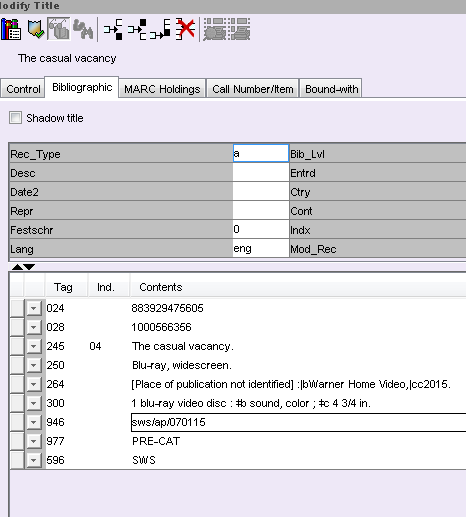 Modify Title
The casual vacancy
Control Bibliographic MARC Holdings Call Number/Item Bound-with
Shadow title
Rec_Type a Bib_Lvl
Desc Entrd
Date2 Ctry
Repr Cont
Festschr 0 Indx
Lang eng Mod_Rec
Tag Ind. Contents
024 883929475605
028 1000566356
245 04 The casual vacancy.
250 Blu-ray, widescreen.
264 [Place of publication not identified] :|bWarner Home Video,|cc2015.
300 1 blu-ray video disc : ǂb sound, color ; ǂc 4 3/4 in.
946 sws/ap/070115
977 PRE-CAT
596 SWS